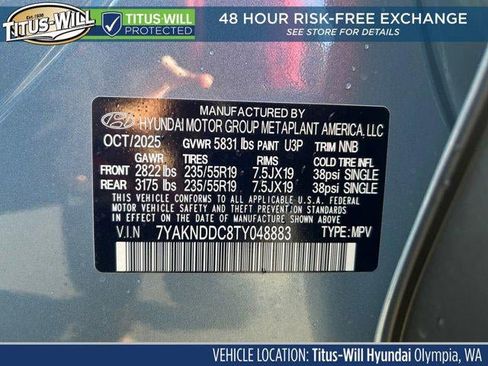 EST. 1938
TITUS-WILL
TITUS-WILL
PROTECTION
48 HOUR RISK-FREE EXCHANGE
SEE STORE FOR DETAILS
MANUFACTURED BY
HYUNDAI MOTOR GROUP METAPLANT AMERICA, LLC
OCT/2025 GVWR 5831 lbs PAINT U3P TRIM NNB
GAWR TIRES RIMS COLD TIRE INFL
FRONT 2822 lbs 235/55R19 7.5JX19 38psi SINGLE
REAR 3175 lbs 235/55R19 7.5JX19 38psi SINGLE
THIS VEHICLE CONFORMS TO ALL APPLICABLE U.S.A. FEDERAL
MOTOR VEHICLE SAFETY STANDARDS IN EFFECT ON THE
DATE OF MANUFACTURE SHOWN ABOVE.
V.I.N 7YAKNDDC8TY048883 TYPE: MPV
VEHICLE LOCATION: Titus-Will Hyundai Olympia, WA